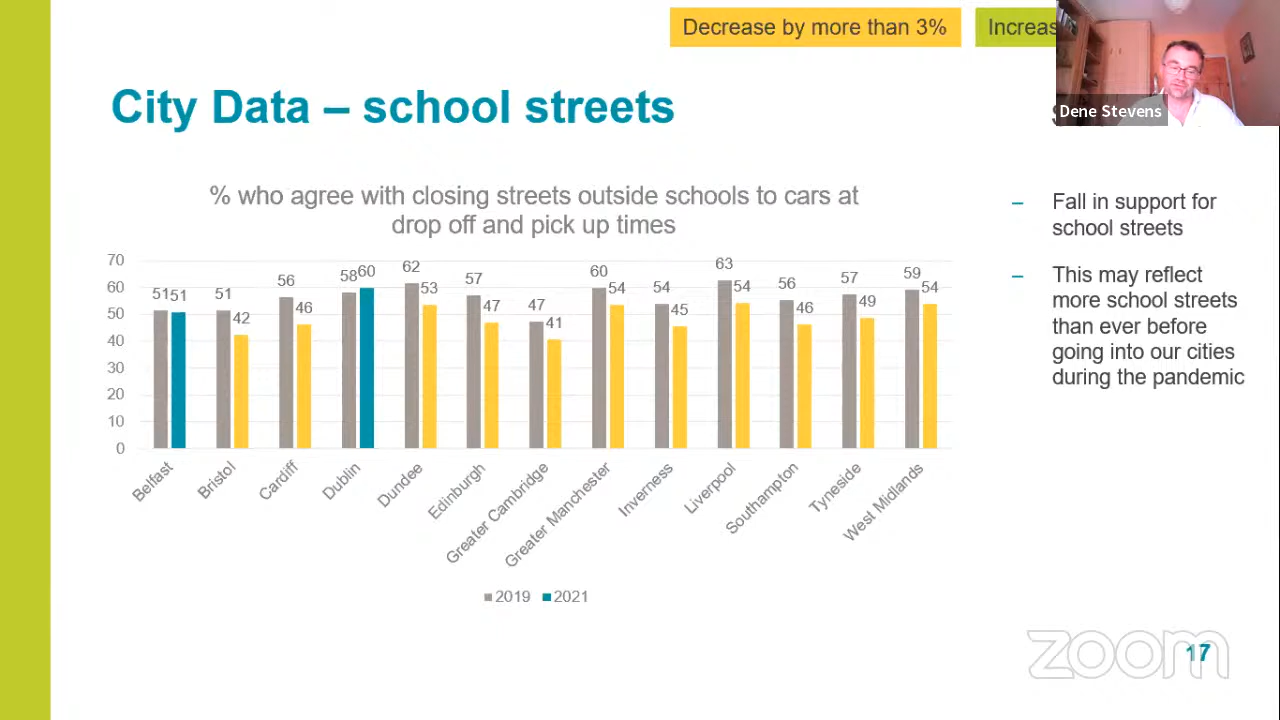 Decrease by more than 3%
Increas
Dene Stevens
City Data – school streets
% who agree with closing streets outside schools to cars at
drop off and pick up times
70
60
50
40
30
20
10
0
51 51 51 42 56 46 58 60 62 53 57 47 47 41 60 54 54 45 63 54 56 46 57 49 59 54
Belfast
Bristol
Cardiff
Dublin
Dundee
Edinburgh
Greater Cambridge
Greater Manchester
Inverness
Liverpool
Southampton
Tyneside
West Midlands
2019 2021
– Fall in support for
school streets
– This may reflect
more school streets
than ever before
going into our cities
during the pandemic
zoom
17